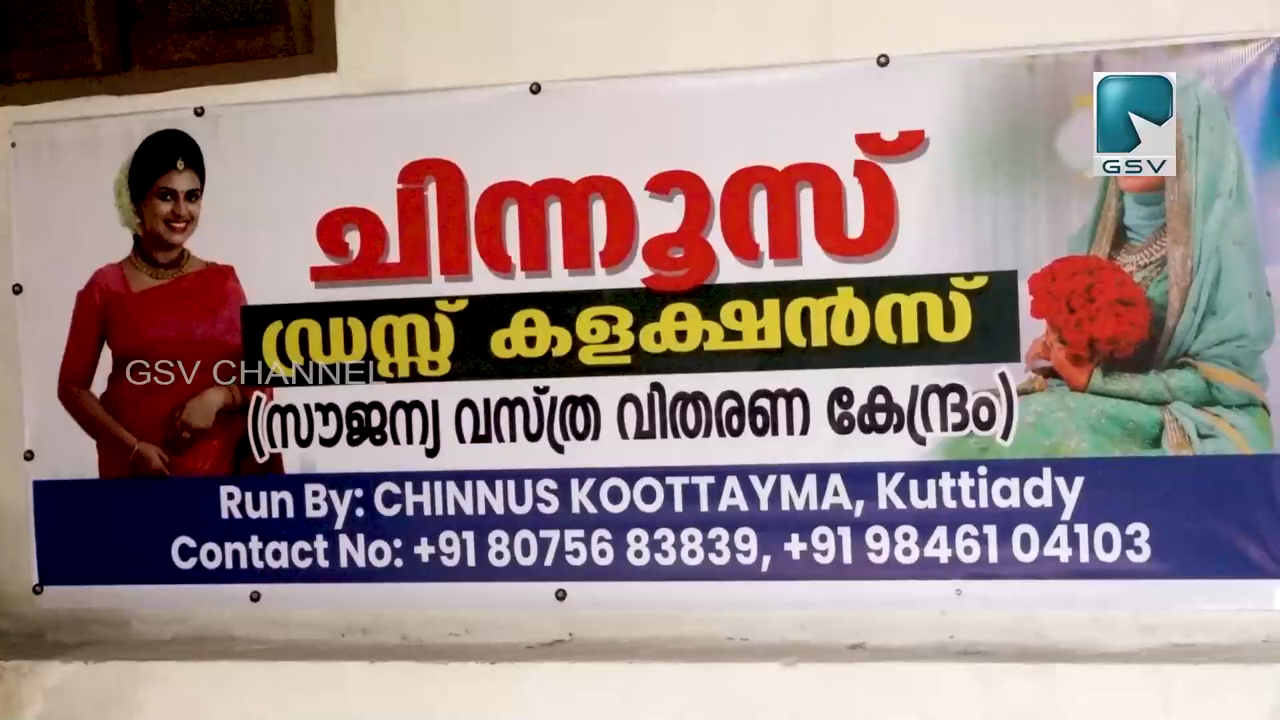 GSV
ചിന്നൂസ്
ഡ്രസ്സ് കളക്ഷൻസ്
GSV CHANNEL
(സൗജന്യ വസ്ത്ര വിതരണ കേന്ദ്രം)
Run By: CHINNUS KOOTTAYMA, Kuttiady
Contact No: +91 80756 83839, +91 98461 04103